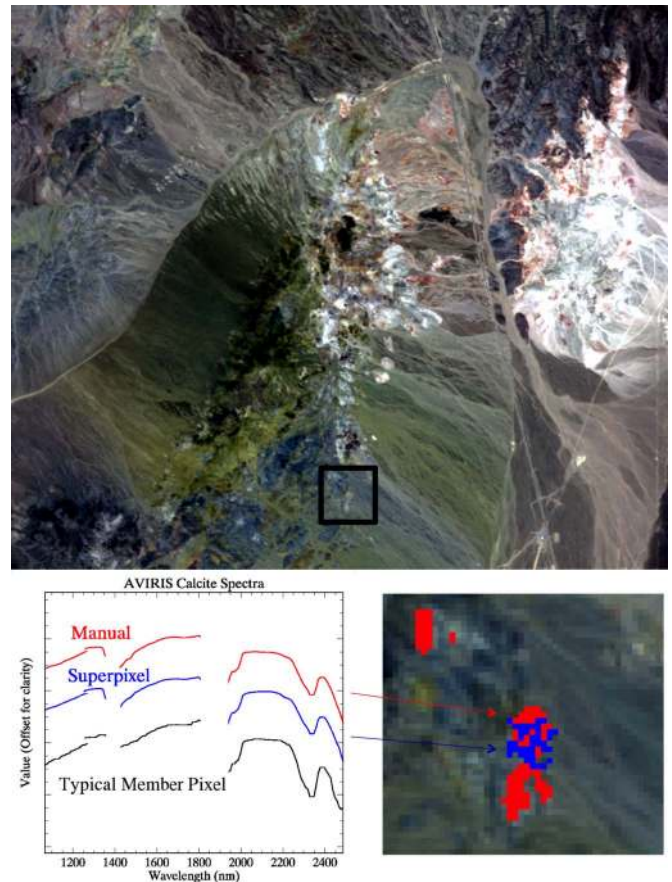 AVIRIS Calcite Spectra
Manual
Superpixel
Typical Member Pixel
Value (Offset for clarity)
1200 1400 1600 1800 2000 2200 2400
Wavelength (nm)